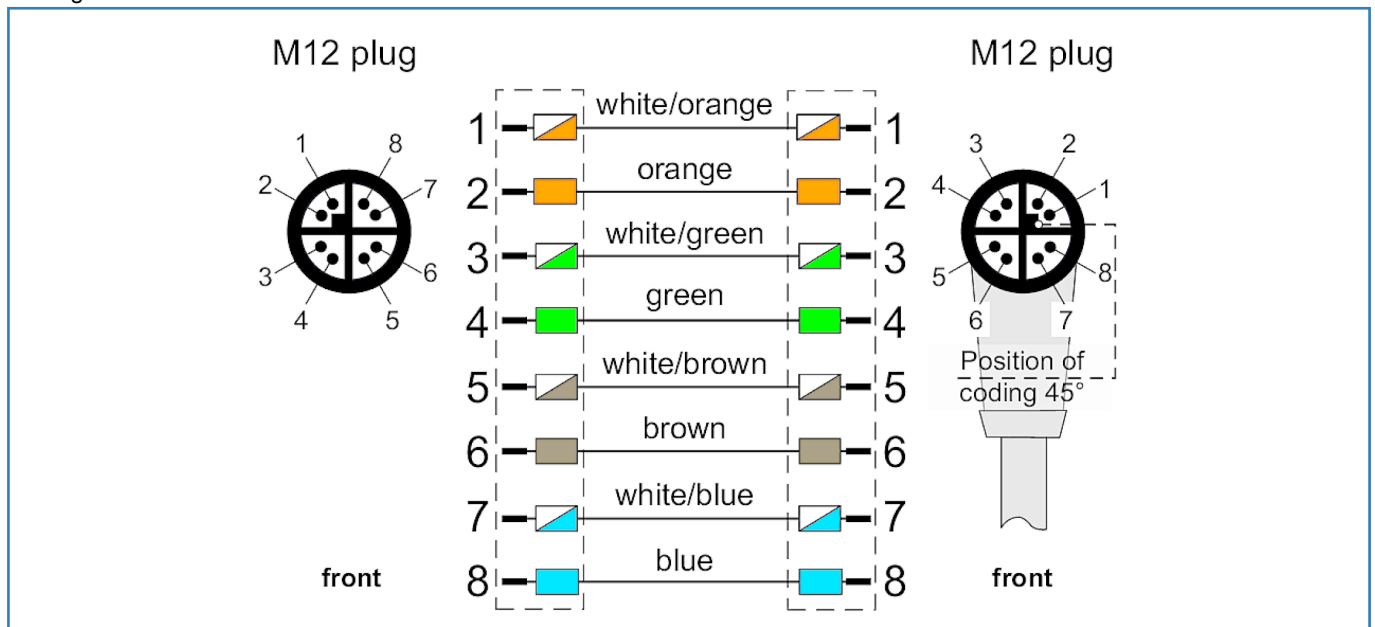 M12 plug
M12 plug
white/orange
1
1
orange
2
2
white/green
3
3
green
4
4
white/brown
5
5
brown
6
6
white/blue
7
7
blue
8
8
1
8
2
7
3
6
4
5
3
2
4
1
5
8
6
7
Position of
coding 45°
front
front